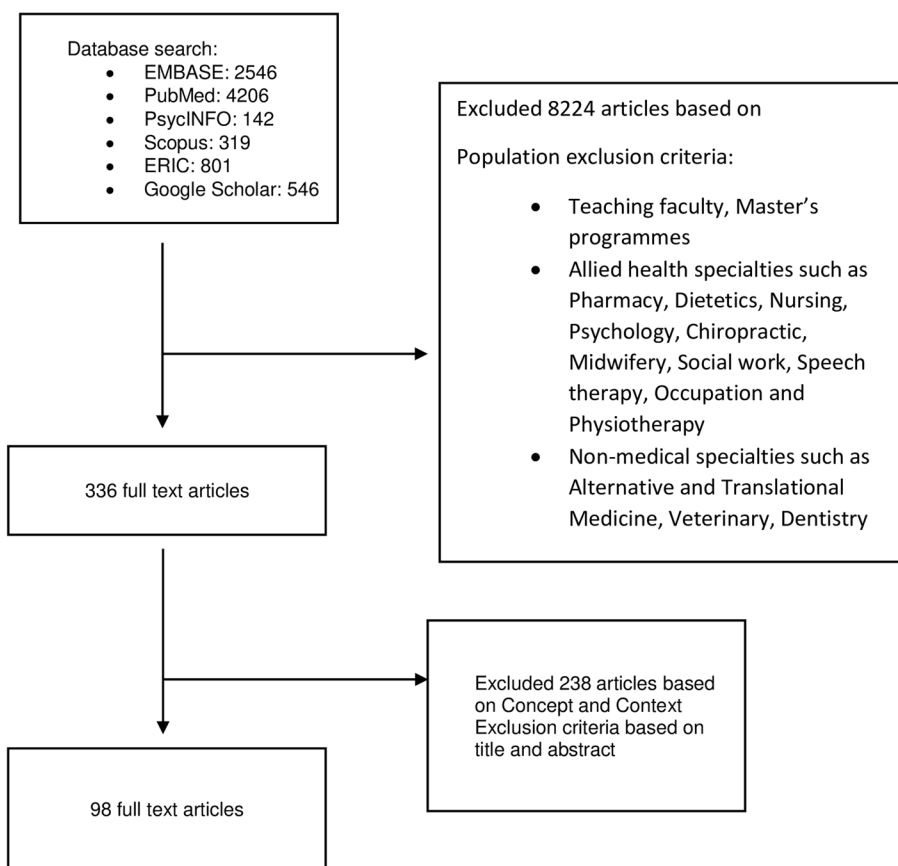 Database search:
• EMBASE: 2546
• PubMed: 4206
• PsycINFO: 142
• Scopus: 319
• ERIC: 801
• Google Scholar: 546
Excluded 8224 articles based on
Population exclusion criteria:
• Teaching faculty, Master’s
programmes
• Allied health specialties such as
Pharmacy, Dietetics, Nursing,
Psychology, Chiropractic,
Midwifery, Social work, Speech
therapy, Occupation and
Physiotherapy
• Non-medical specialties such as
Alternative and Translational
Medicine, Veterinary, Dentistry
336 full text articles
Excluded 238 articles based
on Concept and Context
Exclusion criteria based on
title and abstract
98 full text articles